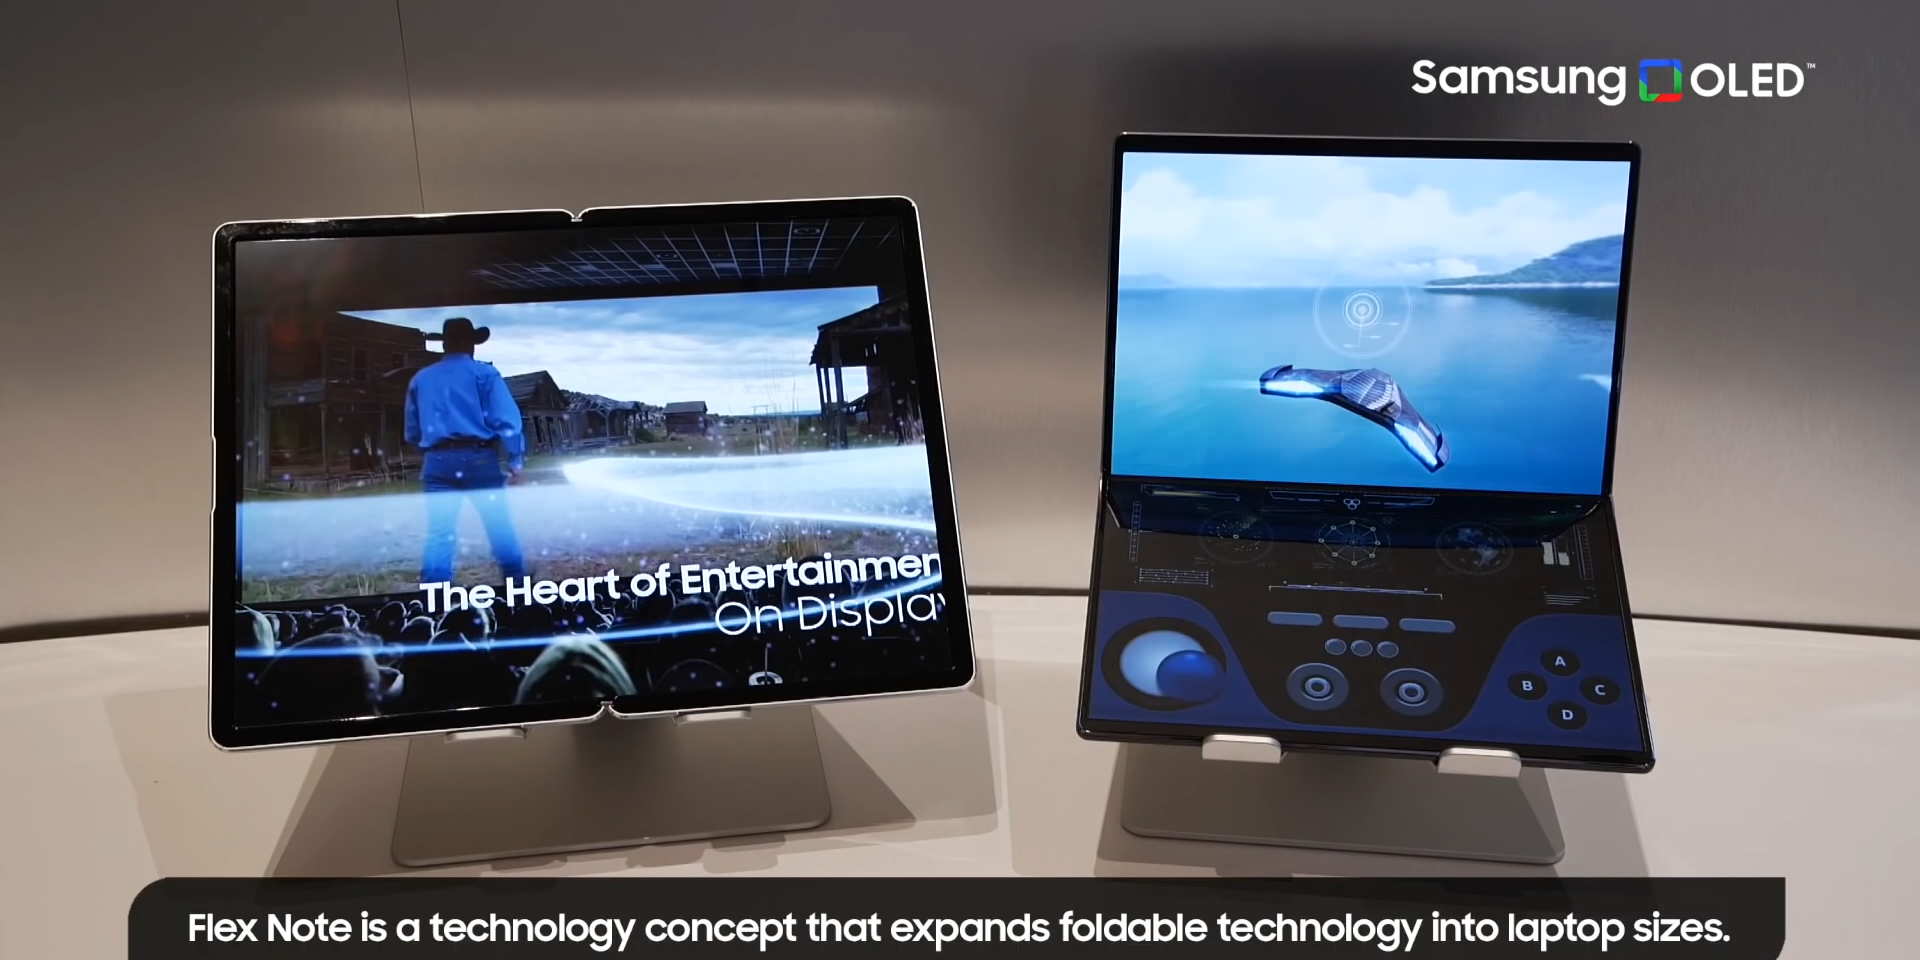 Samsung OLED™
The Heart of Entertainmen
On Display
A
B
C
D
Flex Note is a technology concept that expands foldable technology into laptop sizes.